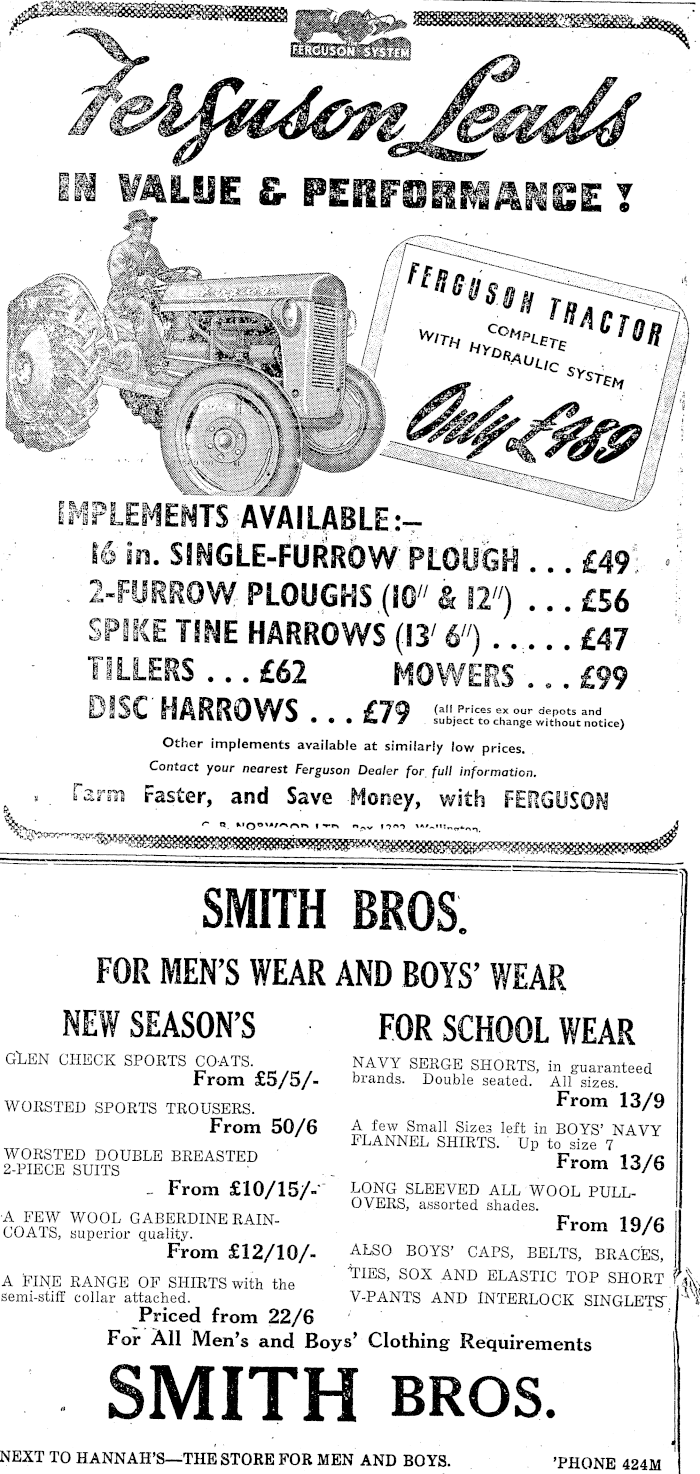 FERGUSON SYSTEM
Ferguson Leads
IN VALUE & PERFORMANCE!
FERGUSON TRACTOR
COMPLETE
WITH HYDRAULIC SYSTEM
Only £489
IMPLEMENTS AVAILABLE:—
16 in. SINGLE-FURROW PLOUGH ... £49
2-FURROW PLOUGHS (10" & 12") ... £56
SPIKE TINE HARROWS (13' 6") ..... £47
TILLERS ... £62 MOWERS ... £99
DISC HARROWS ... £79 (all Prices ex our depots and
subject to change without notice)
Other implements available at similarly low prices.
Contact your nearest Ferguson Dealer for full information.
Farm Faster, and Save Money, with FERGUSON
C. B. NORWOOD LTD. Box 1292, Wellington.
SMITH BROS.
FOR MEN'S WEAR AND BOYS' WEAR
NEW SEASON'S
GLEN CHECK SPORTS COATS.
From £5/5/-
WORSTED SPORTS TROUSERS.
From 50/6
WORSTED DOUBLE BREASTED
2-PIECE SUITS
From £10/15/-
A FEW WOOL GABERDINE RAIN-
COATS, superior quality.
From £12/10/-
A FINE RANGE OF SHIRTS with the
semi-stiff collar attached.
Priced from 22/6
FOR SCHOOL WEAR
NAVY SERGE SHORTS, in guaranteed
brands. Double seated. All sizes.
From 13/9
A few Small Sizes left in BOYS' NAVY
FLANNEL SHIRTS. Up to size 7
From 13/6
LONG SLEEVED ALL WOOL PULL-
OVERS, assorted shades.
From 19/6
ALSO BOYS' CAPS, BELTS, BRACES,
TIES, SOX AND ELASTIC TOP SHORT
V-PANTS AND INTERLOCK SINGLETS.
For All Men's and Boys' Clothing Requirements
SMITH BROS.
NEXT TO HANNAH'S—THE STORE FOR MEN AND BOYS. 'PHONE 424M